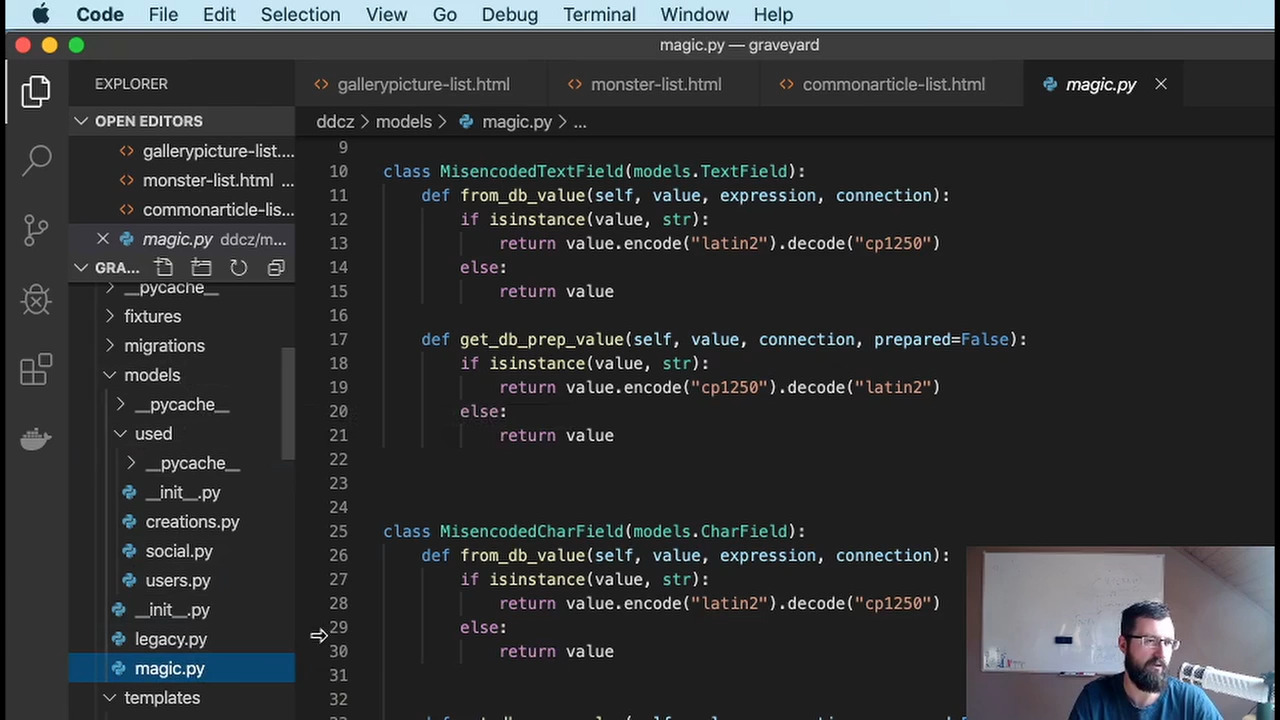 Code File Edit Selection View Go Debug Terminal Window Help
magic.py — graveyard
EXPLORER
gallerypicture-list.html
monster-list.html
commonarticle-list.html
magic.py
OPEN EDITORS
gallerypicture-list....
monster-list.html ...
commonarticle-lis...
magic.py ddcz/m...
GRA...
__pycache__
fixtures
migrations
models
__pycache__
used
__pycache__
__init__.py
creations.py
social.py
users.py
__init__.py
legacy.py
magic.py
templates
ddcz > models > magic.py > ...
9
10 class MisencodedTextField(models.TextField):
11 def from_db_value(self, value, expression, connection):
12 if isinstance(value, str):
13 return value.encode("latin2").decode("cp1250")
14 else:
15 return value
16
17 def get_db_prep_value(self, value, connection, prepared=False):
18 if isinstance(value, str):
19 return value.encode("cp1250").decode("latin2")
20 else:
21 return value
22
23
24
25 class MisencodedCharField(models.CharField):
26 def from_db_value(self, value, expression, connection):
27 if isinstance(value, str):
28 return value.encode("latin2").decode("cp1250")
29 else:
30 return value
31
32